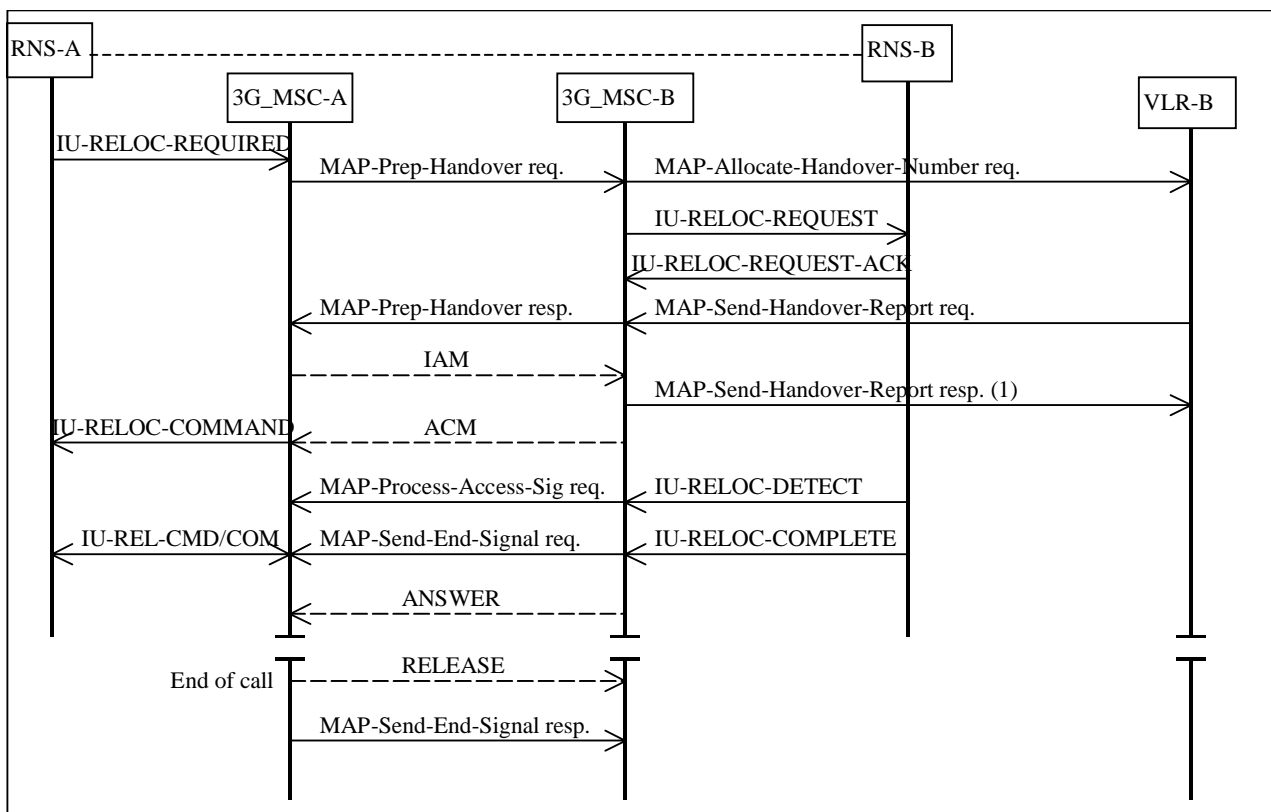 RNS-A
RNS-B
3G_MSC-A
3G_MSC-B
VLR-B
IU-RELOC-REQUIRED
MAP-Prep-Handover req.
MAP-Allocate-Handover-Number req.
IU-RELOC-REQUEST
IU-RELOC-REQUEST-ACK
MAP-Prep-Handover resp.
MAP-Send-Handover-Report req.
IAM
MAP-Send-Handover-Report resp. (1)
IU-RELOC-COMMAND
ACM
MAP-Process-Access-Sig req.
IU-RELOC-DETECT
IU-REL-CMD/COM
MAP-Send-End-Signal req.
IU-RELOC-COMPLETE
ANSWER
RELEASE
End of call
MAP-Send-End-Signal resp.